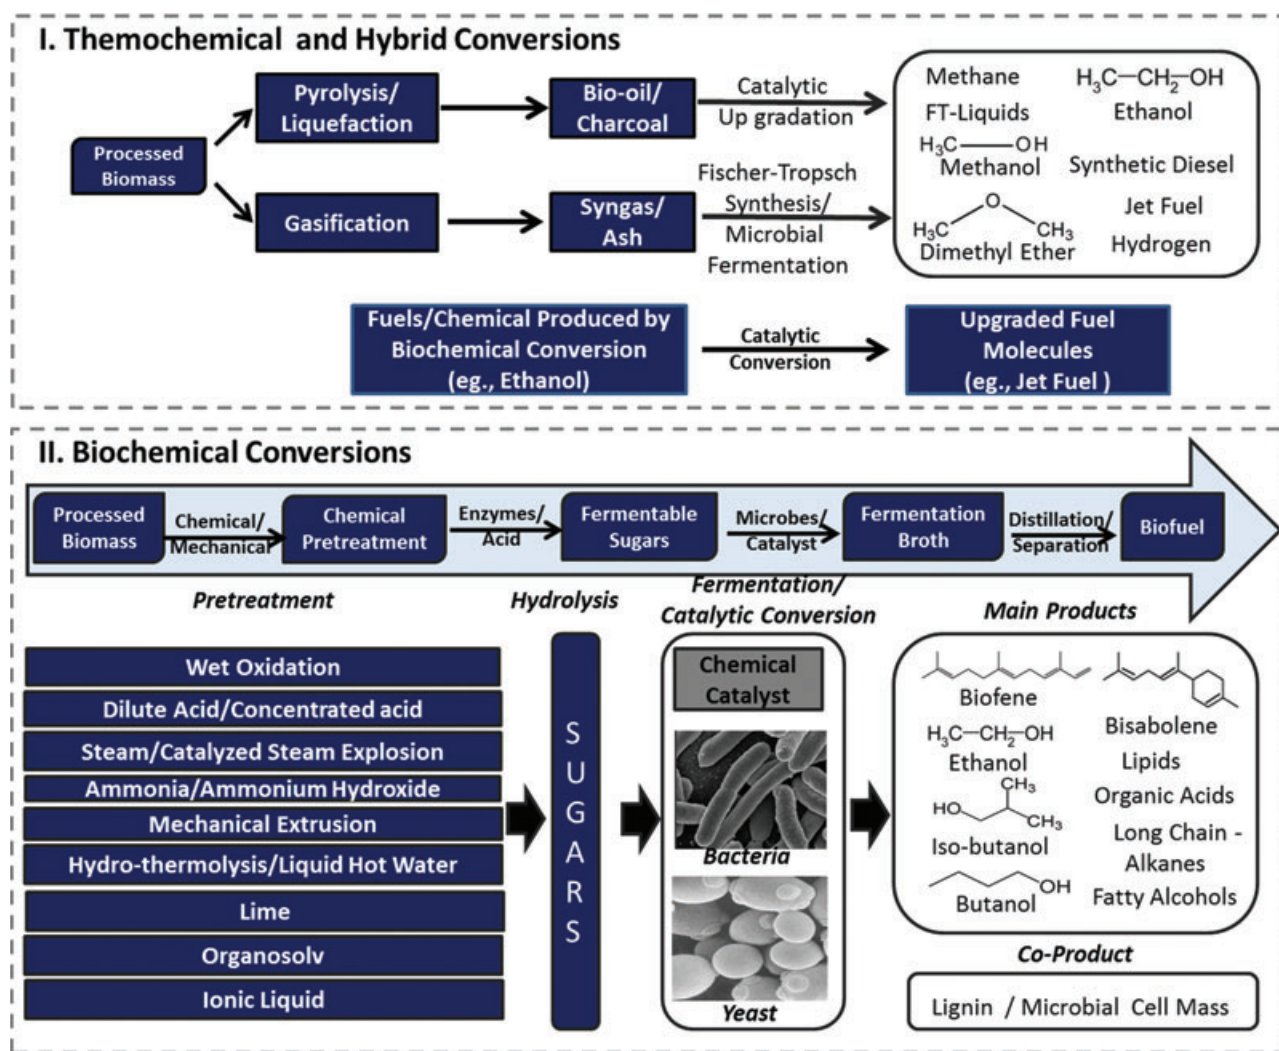 I. Themochemical and Hybrid Conversions
Processed
Biomass
Pyrolysis/
Liquefaction
Bio-oil/
Charcoal
Catalytic
Up gradation
Gasification
Syngas/
Ash
Fischer-Tropsch
Synthesis/
Microbial
Fermentation
Methane
H₃C—CH₂—OH
FT-Liquids
Ethanol
H₃C—OH
Methanol
Synthetic Diesel
O
H₃C CH₃
Dimethyl Ether
Jet Fuel
Hydrogen
Fuels/Chemical Produced by
Biochemical Conversion
(eg., Ethanol)
Catalytic
Conversion
Upgraded Fuel
Molecules
(eg., Jet Fuel )
II. Biochemical Conversions
Processed
Biomass
Chemical/
Mechanical
Chemical
Pretreatment
Enzymes/
Acid
Fermentable
Sugars
Microbes/
Catalyst
Fermentation
Broth
Distillation/
Separation
Biofuel
Pretreatment
Hydrolysis
Fermentation/
Catalytic Conversion
Main Products
Wet Oxidation
Dilute Acid/Concentrated acid
Steam/Catalyzed Steam Explosion
Ammonia/Ammonium Hydroxide
Mechanical Extrusion
Hydro-thermolysis/Liquid Hot Water
Lime
Organosolv
Ionic Liquid
S
U
G
A
R
S
Chemical
Catalyst
Bacteria
Yeast
Biofene
H₃C—CH₂—OH
Ethanol
CH₃
HO
CH₃
Iso-butanol
OH
Butanol
Bisabolene
Lipids
Organic Acids
Long Chain -
Alkanes
Fatty Alcohols
Co-Product
Lignin / Microbial Cell Mass